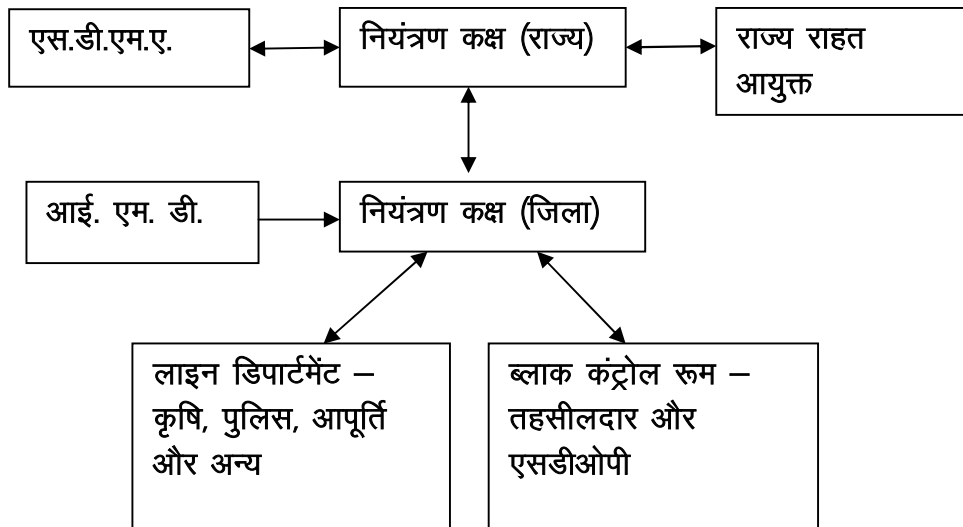 एस.डी.एम.ए.
नियंत्रण कक्ष (राज्य)
राज्य राहत
आयुक्त
आई. एम. डी.
नियंत्रण कक्ष (जिला)
लाइन डिपार्टमेंट –
कृषि, पुलिस, आपूर्ति
और अन्य
ब्लाक कंट्रोल रूम –
तहसीलदार और
एसडीओपी